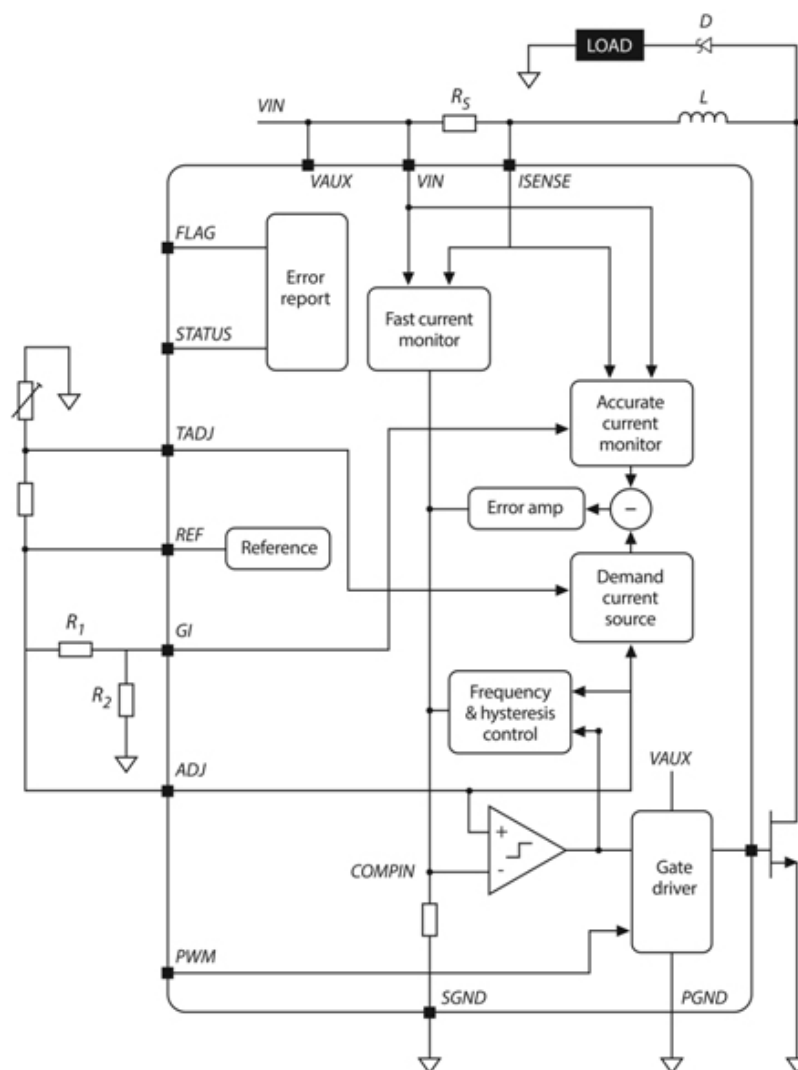 D
LOAD
VIN
R_S
L
VAUX
VIN
ISENSE
FLAG
Error
report
Fast current
monitor
STATUS
Accurate
current
monitor
TADJ
Error amp
−
REF
Reference
Demand
current
source
R_1
GI
R_2
Frequency
& hysteresis
control
ADJ
VAUX
+
-
COMPIN
Gate
driver
PWM
SGND
PGND